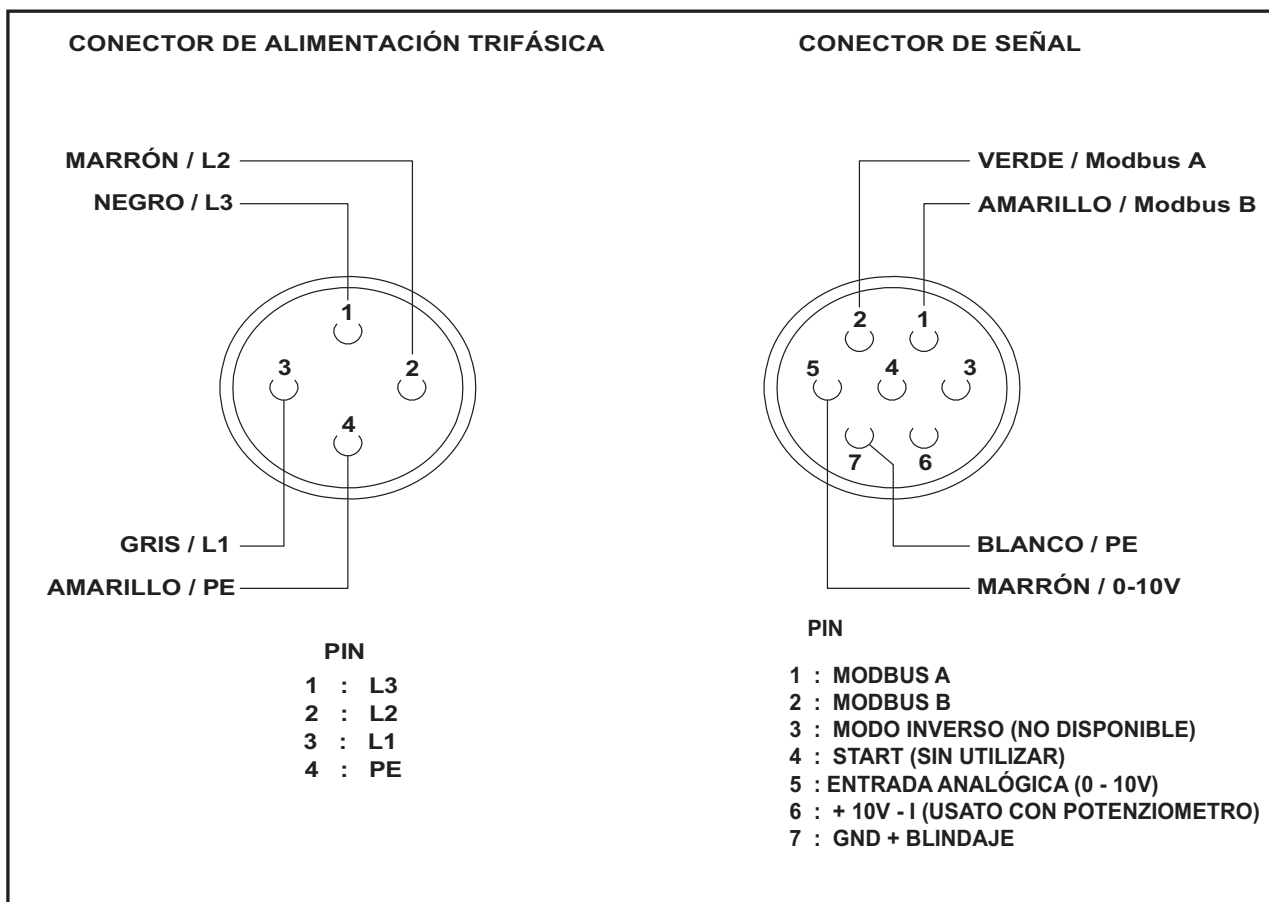 CONECTOR DE ALIMENTACIÓN TRIFÁSICA
MARRÓN / L2
NEGRO / L3
1
3
2
4
GRIS / L1
AMARILLO / PE
PIN
1 : L3
2 : L2
3 : L1
4 : PE
CONECTOR DE SEÑAL
VERDE / Modbus A
AMARILLO / Modbus B
2 1
5 4 3
7 6
BLANCO / PE
MARRÓN / 0-10V
PIN
1 : MODBUS A
2 : MODBUS B
3 : MODO INVERSO (NO DISPONIBLE)
4 : START (SIN UTILIZAR)
5 : ENTRADA ANALÓGICA (0 - 10V)
6 : + 10V - I (USATO CON POTENZIOMETRO)
7 : GND + BLINDAJE